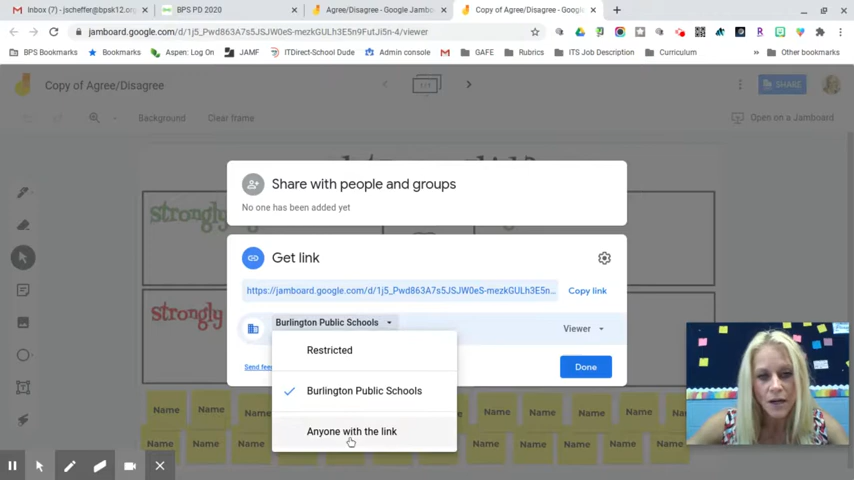 Inbox (7) - jscheffer@bpsk12.org
BPS PD 2020
Agree/Disagree - Google Jambo
Copy of Agree/Disagree - Google
jamboard.google.com/d/1j5_Pwd863A7s5JSJW0eS-mezkGULh3E5n9FutJi5n-4/viewer
BPS Bookmarks
Bookmarks
Aspen: Log On
JAMF
ITDirect-School Dude
Admin console
GAFE
Rubrics
ITS Job Description
Curriculum
Other bookmarks
Copy of Agree/Disagree
1/1
SHARE
Background
Clear frame
Open on a Jamboard
strongly
strongly
Share with people and groups
No one has been added yet
Get link
https://jamboard.google.com/d/1j5_Pwd863A7s5JSJW0eS-mezkGULh3E5n...
Copy link
Burlington Public Schools
Viewer
Restricted
Send fee
Done
Burlington Public Schools
Anyone with the link
Name Name Name Name Name Name Name Name Name Name
Name Name Name Name Name Name Name Name Name